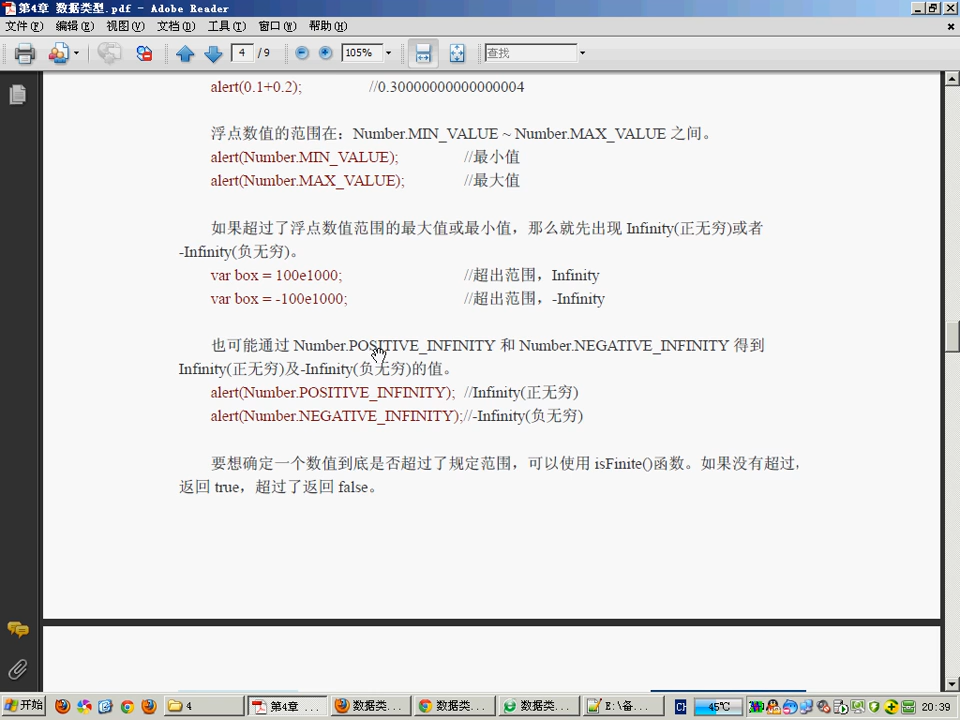 第4章 数据类型.pdf - Adobe Reader
文件(F) 编辑(E) 视图(V) 文档(D) 工具(T) 窗口(W) 帮助(H)
4 / 9 105% 查找
alert(0.1+0.2); //0.30000000000000004
浮点数值的范围在：Number.MIN_VALUE ~ Number.MAX_VALUE 之间。
alert(Number.MIN_VALUE); //最小值
alert(Number.MAX_VALUE); //最大值
如果超过了浮点数值范围的最大值或最小值，那么就先出现 Infinity(正无穷)或者
-Infinity(负无穷)。
var box = 100e1000; //超出范围，Infinity
var box = -100e1000; //超出范围，-Infinity
也可能通过 Number.POSITIVE_INFINITY 和 Number.NEGATIVE_INFINITY 得到
Infinity(正无穷)及-Infinity(负无穷)的值。
alert(Number.POSITIVE_INFINITY); //Infinity(正无穷)
alert(Number.NEGATIVE_INFINITY);//-Infinity(负无穷)
要想确定一个数值到底是否超过了规定范围，可以使用 isFinite()函数。如果没有超过，
返回 true，超过了返回 false。
开始 4 第4章 ... 数据类... 数据类... 数据类... E:\备... CH 45℃ 20:39